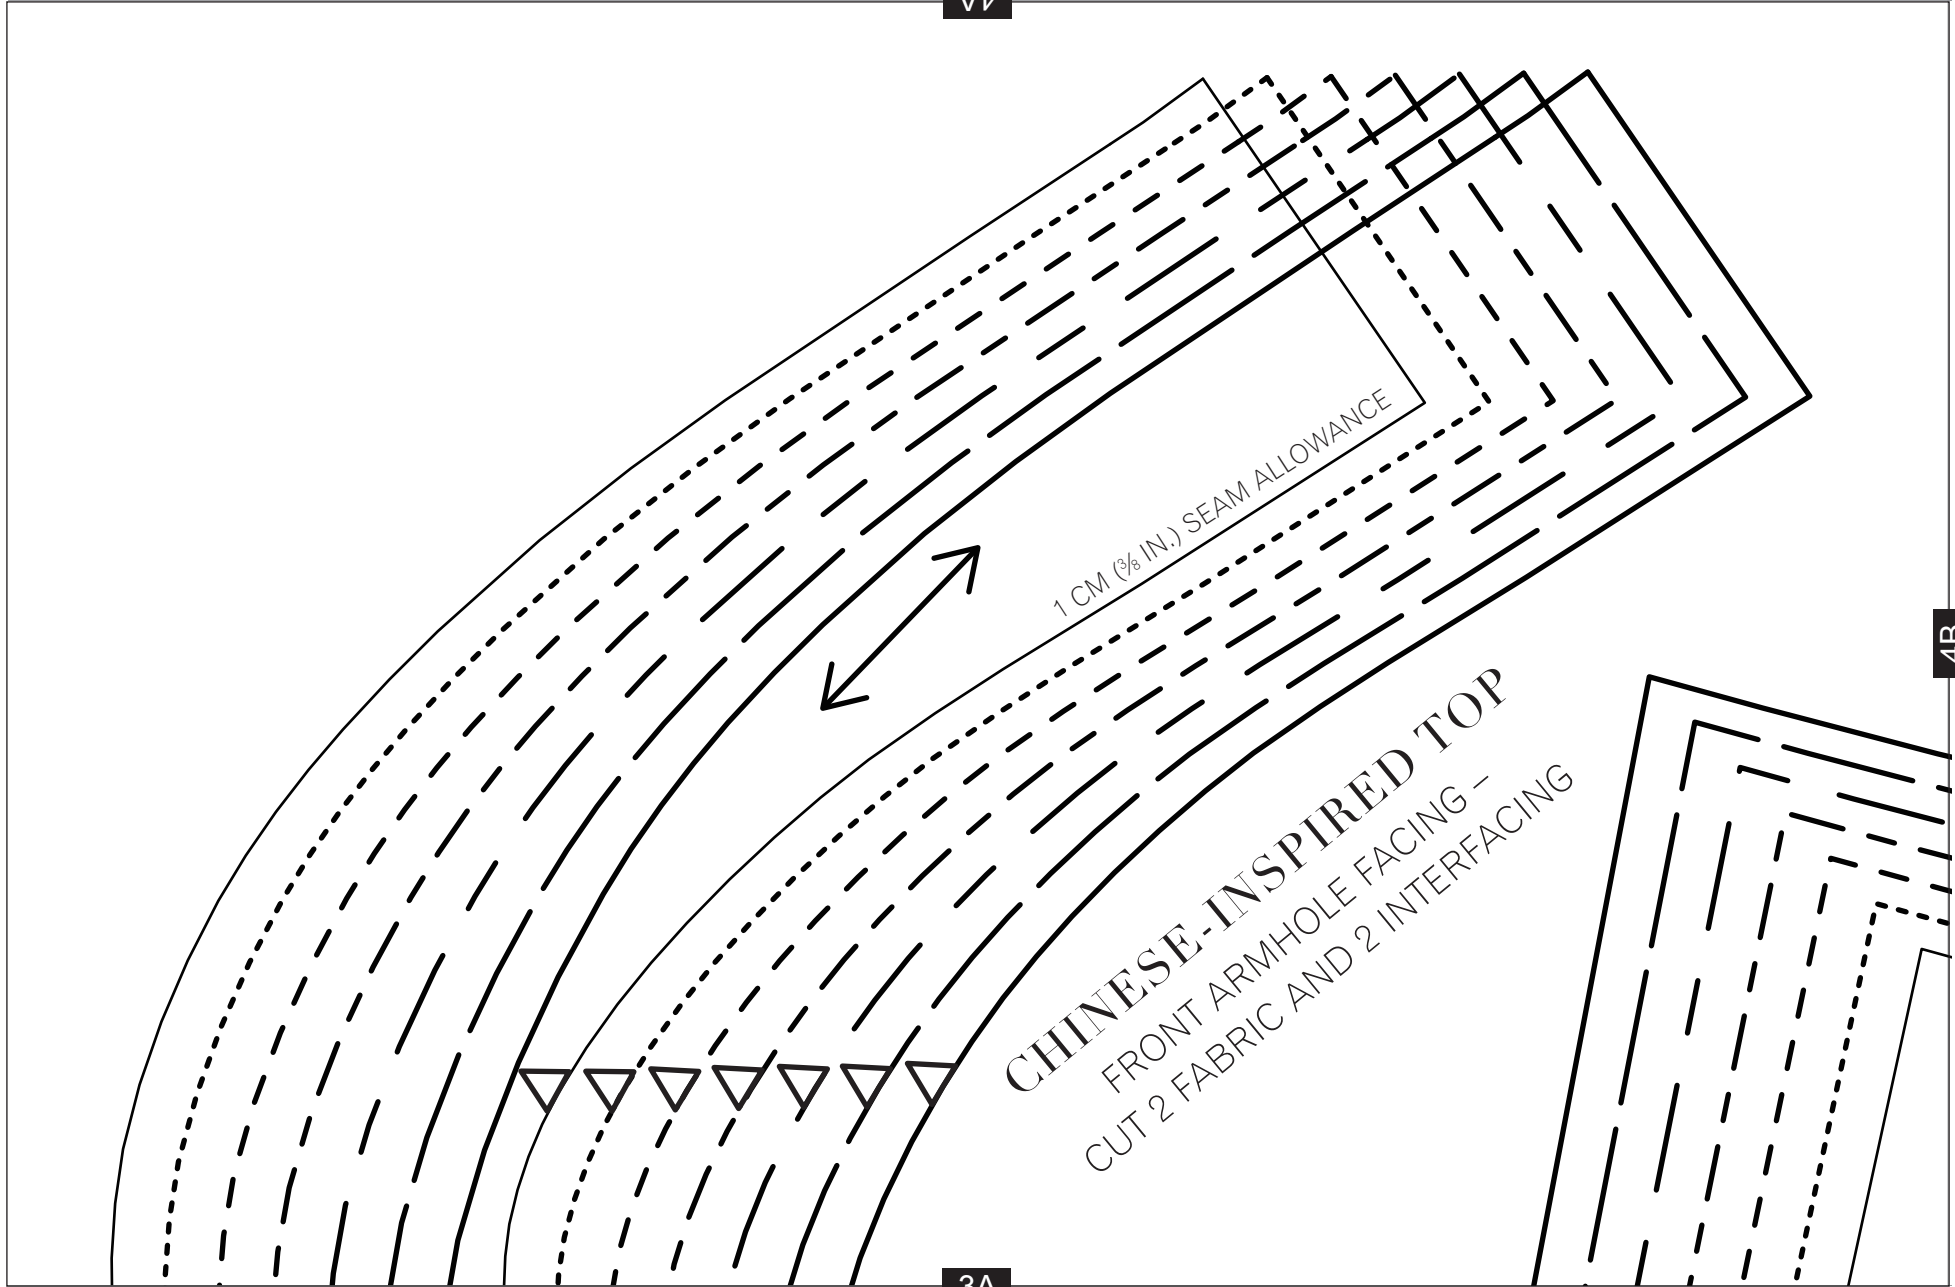 1 CM (⅜ IN.) SEAM ALLOWANCE
CHINESE-INSPIRED TOP
FRONT ARMHOLE FACING –
CUT 2 FABRIC AND 2 INTERFACING
4B
3A